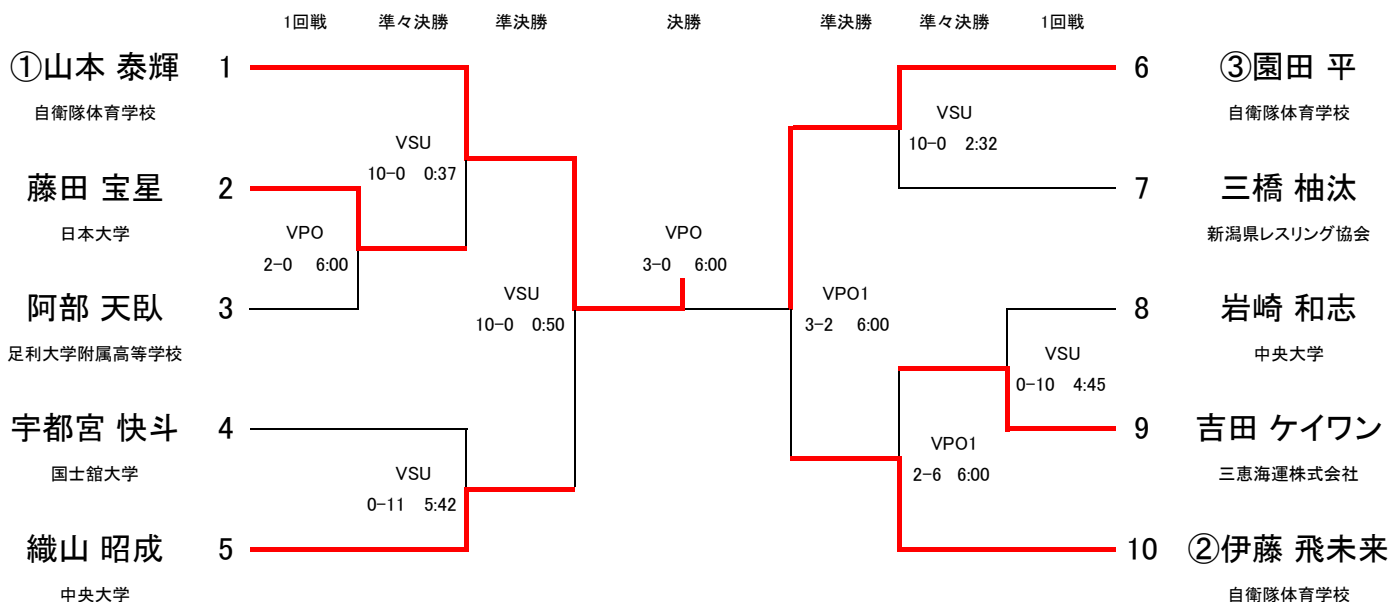 1回戦 準々決勝 準決勝 決勝 準決勝 準々決勝 1回戦
①山本 泰輝 1
自衛隊体育学校
VSU
10-0 0:37
藤田 宝星 2
日本大学
VPO
2-0 6:00
阿部 天臥 3
足利大学附属高等学校
VSU
10-0 0:50
宇都宮 快斗 4
国士舘大学
VSU
0-11 5:42
織山 昭成 5
中央大学
VPO
3-0 6:00
6 ③園田 平
自衛隊体育学校
VSU
10-0 2:32
7 三橋 柚汰
新潟県レスリング協会
VPO1
3-2 6:00
8 岩崎 和志
中央大学
VSU
0-10 4:45
9 吉田 ケイワン
三恵海運株式会社
VPO1
2-6 6:00
10 ②伊藤 飛未来
自衛隊体育学校